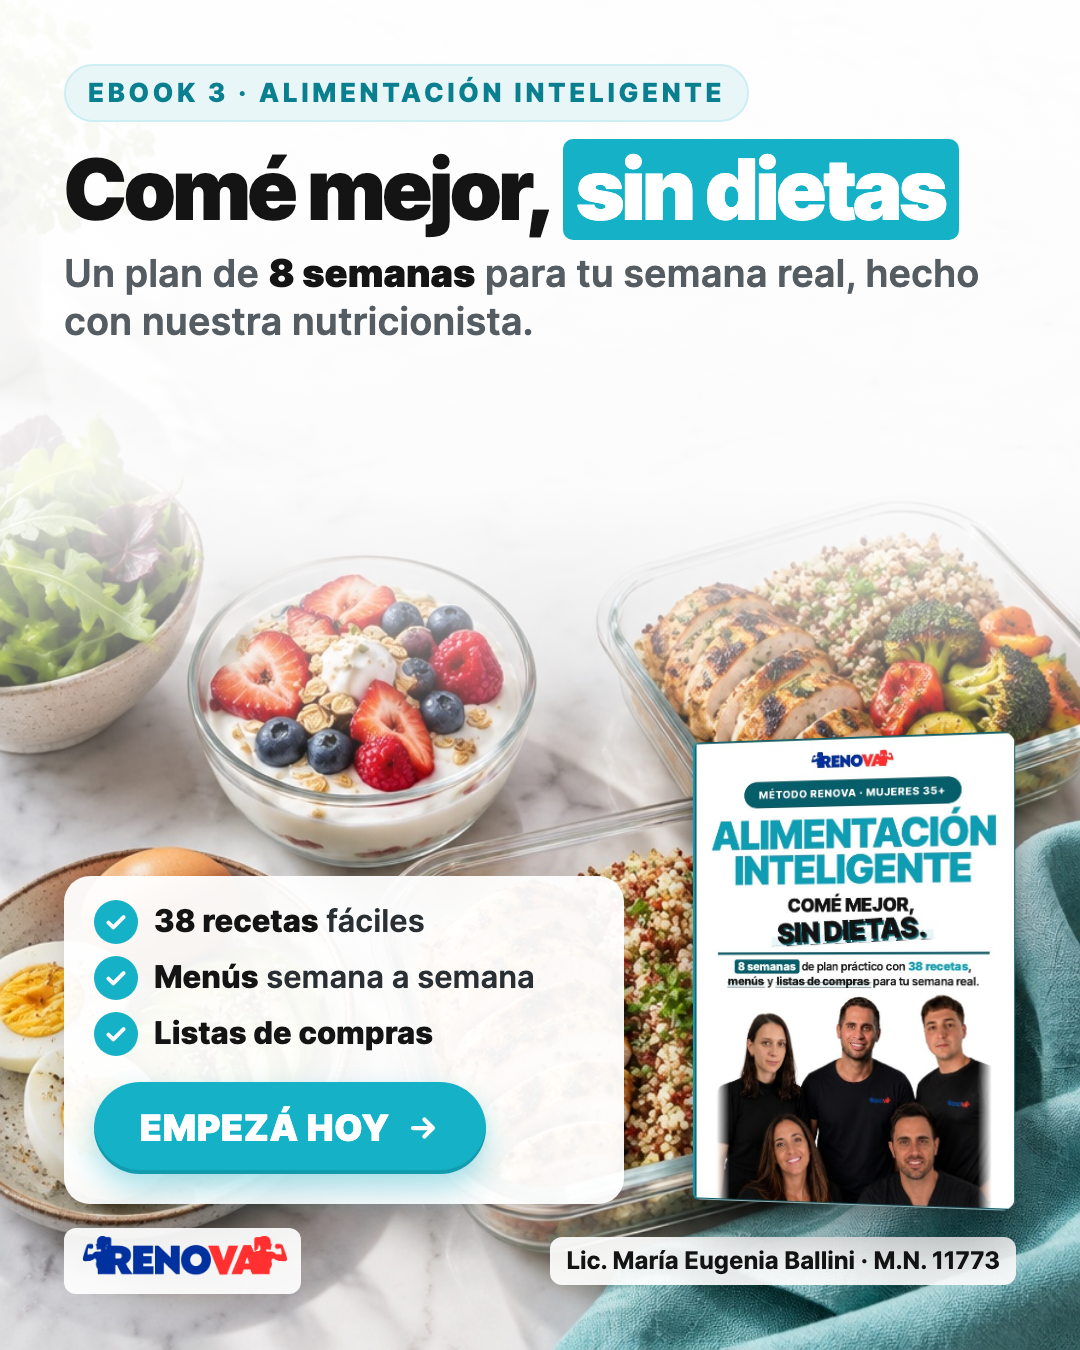 EBOOK 3 · ALIMENTACIÓN INTELIGENTE
Comé mejor, sin dietas
Un plan de 8 semanas para tu semana real, hecho
con nuestra nutricionista.
RENOVA
MÉTODO RENOVA · MUJERES 35+
ALIMENTACIÓN
INTELIGENTE
COMÉ MEJOR,
SIN DIETAS.
8 semanas de plan práctico con 38 recetas,
menús y listas de compras para tu semana real.
38 recetas fáciles
Menús semana a semana
Listas de compras
EMPEZÁ HOY →
RENOVA
Lic. María Eugenia Ballini · M.N. 11773